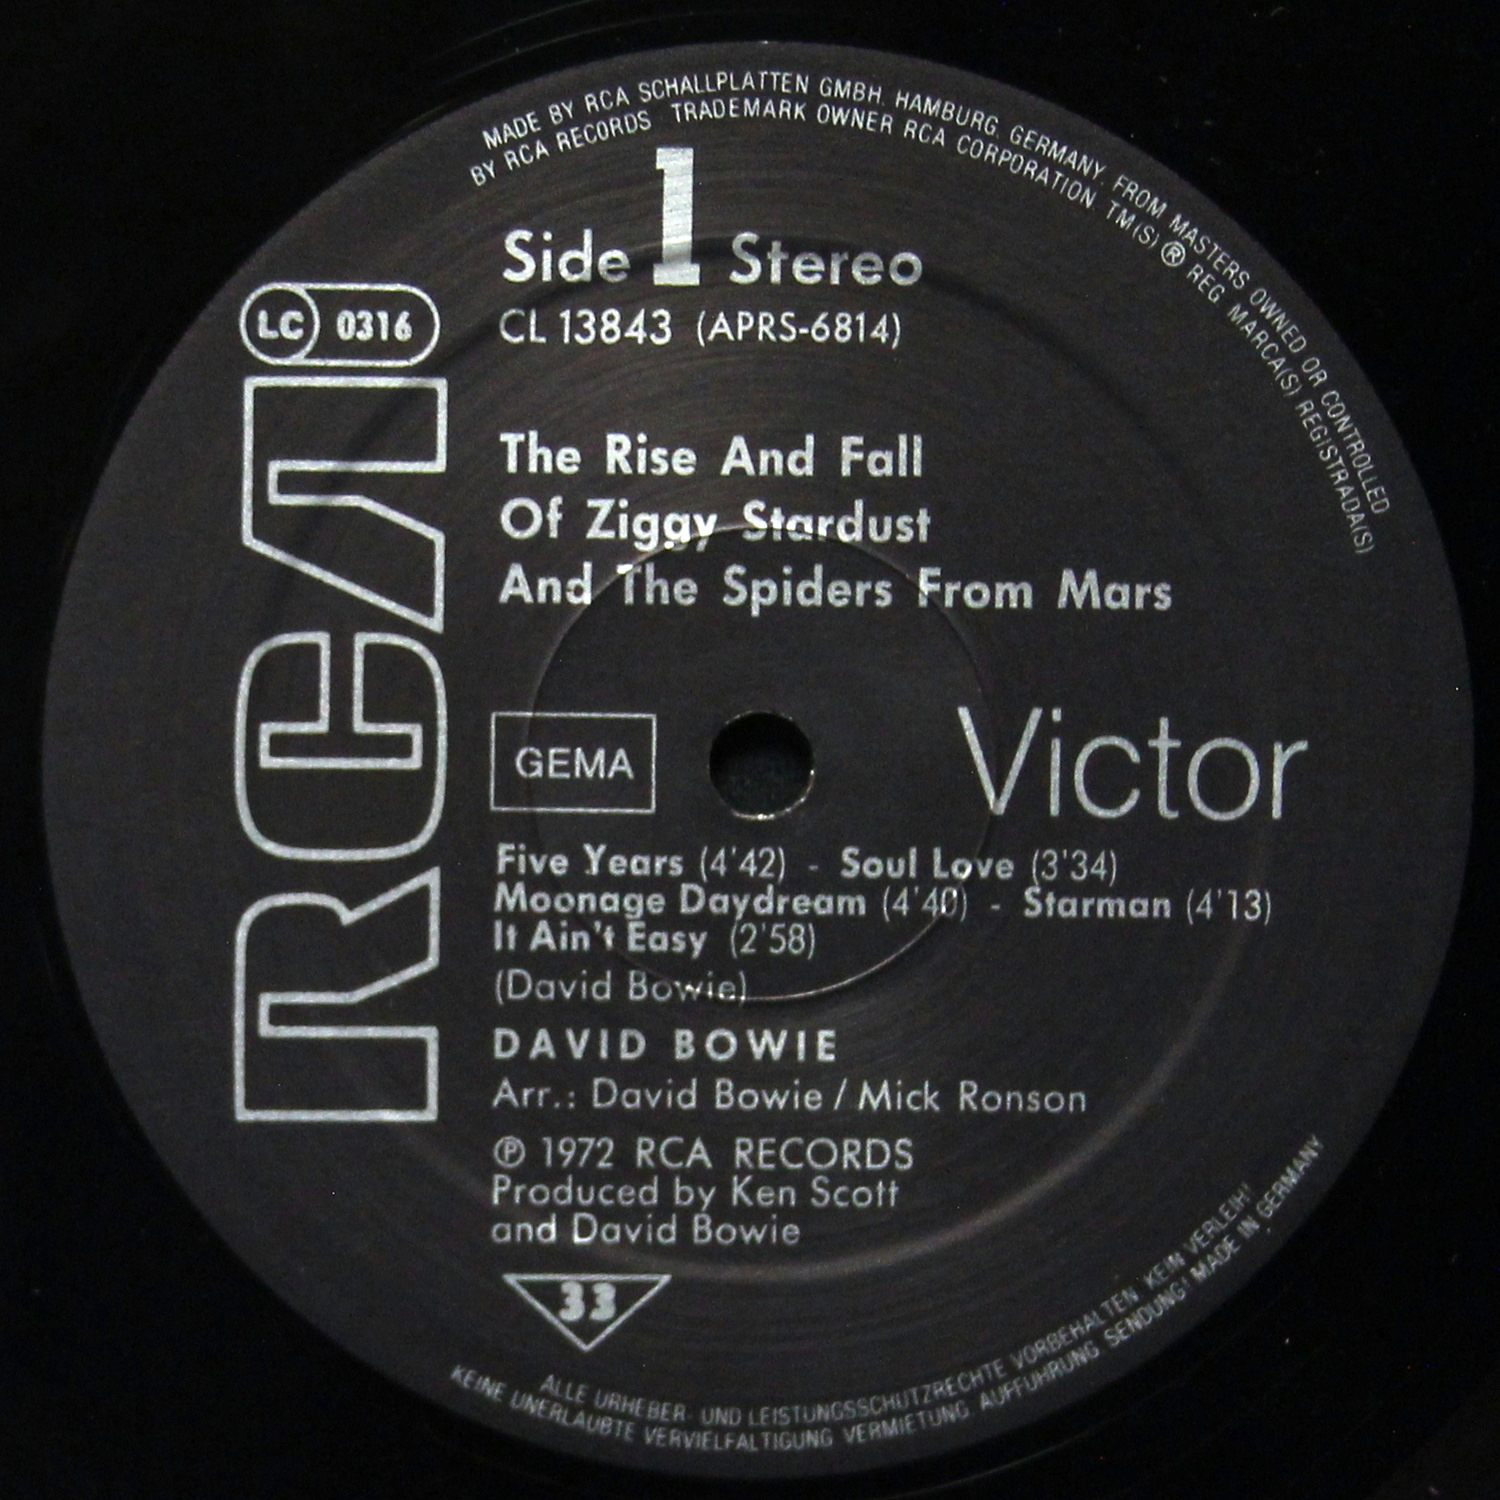 MADE BY RCA SCHALLPLATTEN GMBH, HAMBURG, GERMANY. FROM MASTERS OWNED OR CONTROLLED
BY RCA RECORDS TRADEMARK OWNER RCA CORPORATION TM(S) ® REG. MARCA(S) REGISTRADA(S)
Side 1 Stereo
CL 13843 (APRS-6814)
LC 0316
RCA
The Rise And Fall
Of Ziggy Stardust
And The Spiders From Mars
GEMA
Victor
Five Years (4'42) - Soul Love (3'34)
Moonage Daydream (4'40) - Starman (4'13)
It Ain't Easy (2'58)
(David Bowie)
DAVID BOWIE
Arr.: David Bowie / Mick Ronson
℗ 1972 RCA RECORDS
Produced by Ken Scott
and David Bowie
33
ALLE URHEBER- UND LEISTUNGSSCHUTZRECHTE VORBEHALTEN. KEIN VERLEIH!
KEINE UNERLAUBTE VERVIELFALTIGUNG VERMIETUNG AUFFUHRUNG SENDUNG! MADE IN GERMANY